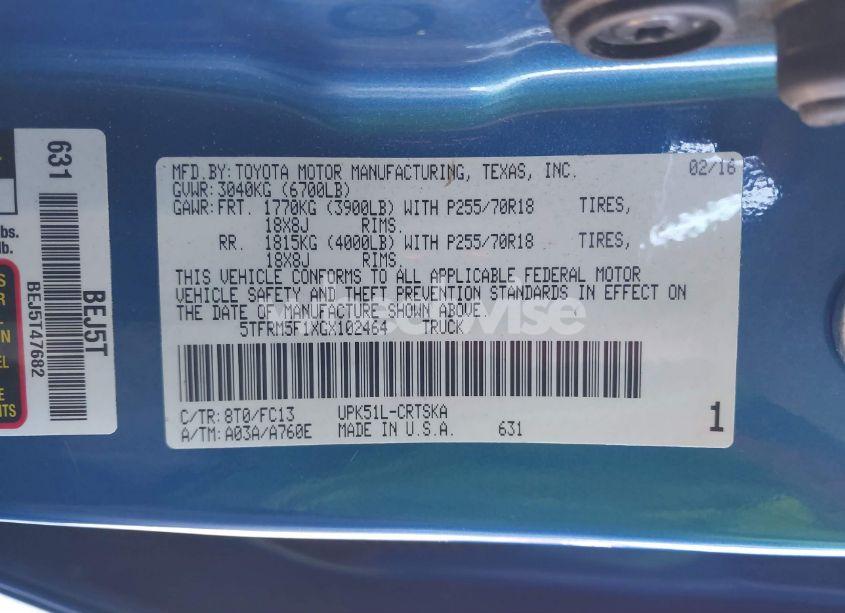 631
bs.
lb.
BEJ5T
BEJ5T47682
MFD.BY:TOYOTA MOTOR MANUFACTURING, TEXAS, INC. 02/16
GVWR:3040KG (6700LB)
GAWR:FRT. 1770KG (3900LB) WITH P255/70R18 TIRES,
18X8J RIMS.
RR. 1815KG (4000LB) WITH P255/70R18 TIRES,
18X8J RIMS.
THIS VEHICLE CONFORMS TO ALL APPLICABLE FEDERAL MOTOR
VEHICLE SAFETY AND THEFT PREVENTION STANDARDS IN EFFECT ON
THE DATE OF MANUFACTURE SHOWN ABOVE.
5TFRM5F1XGX102464 TRUCK
C/TR:8T0/FC13 UPK51L-CRTSKA
A/TM:A03A/A760E MADE IN U.S.A. 631
1